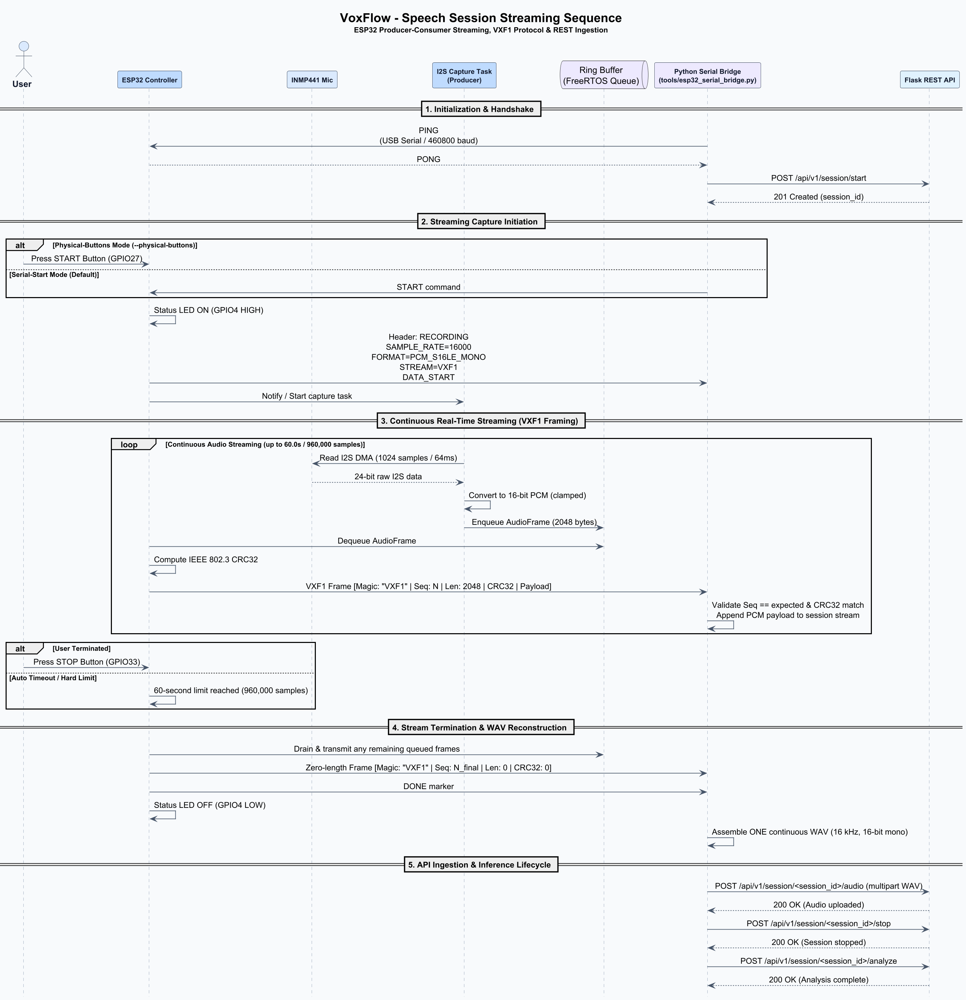 VoxFlow - Speech Session Streaming Sequence
ESP32 Producer-Consumer Streaming, VXF1 Protocol & REST Ingestion
User
ESP32 Controller
INMP441 Mic
I2S Capture Task
(Producer)
Ring Buffer
(FreeRTOS Queue)
Python Serial Bridge
(tools/esp32_serial_bridge.py)
Flask REST API
1. Initialization & Handshake
PING
(USB Serial / 460800 baud)
PONG
POST /api/v1/session/start
201 Created (session_id)
2. Streaming Capture Initiation
alt [Physical-Buttons Mode (--physical-buttons)]
Press START Button (GPIO27)
[Serial-Start Mode (Default)]
START command
Status LED ON (GPIO4 HIGH)
Header: RECORDING
SAMPLE_RATE=16000
FORMAT=PCM_S16LE_MONO
STREAM=VXF1
DATA_START
Notify / Start capture task
3. Continuous Real-Time Streaming (VXF1 Framing)
loop [Continuous Audio Streaming (up to 60.0s / 960,000 samples)]
Read I2S DMA (1024 samples / 64ms)
24-bit raw I2S data
Convert to 16-bit PCM (clamped)
Enqueue AudioFrame (2048 bytes)
Dequeue AudioFrame
Compute IEEE 802.3 CRC32
VXF1 Frame [Magic: "VXF1" | Seq: N | Len: 2048 | CRC32 | Payload]
Validate Seq == expected & CRC32 match
Append PCM payload to session stream
alt [User Terminated]
Press STOP Button (GPIO33)
[Auto Timeout / Hard Limit]
60-second limit reached (960,000 samples)
4. Stream Termination & WAV Reconstruction
Drain & transmit any remaining queued frames
Zero-length Frame [Magic: "VXF1" | Seq: N_final | Len: 0 | CRC32: 0]
DONE marker
Status LED OFF (GPIO4 LOW)
Assemble ONE continuous WAV (16 kHz, 16-bit mono)
5. API Ingestion & Inference Lifecycle
POST /api/v1/session/<session_id>/audio (multipart WAV)
200 OK (Audio uploaded)
POST /api/v1/session/<session_id>/stop
200 OK (Session stopped)
POST /api/v1/session/<session_id>/analyze
200 OK (Analysis complete)